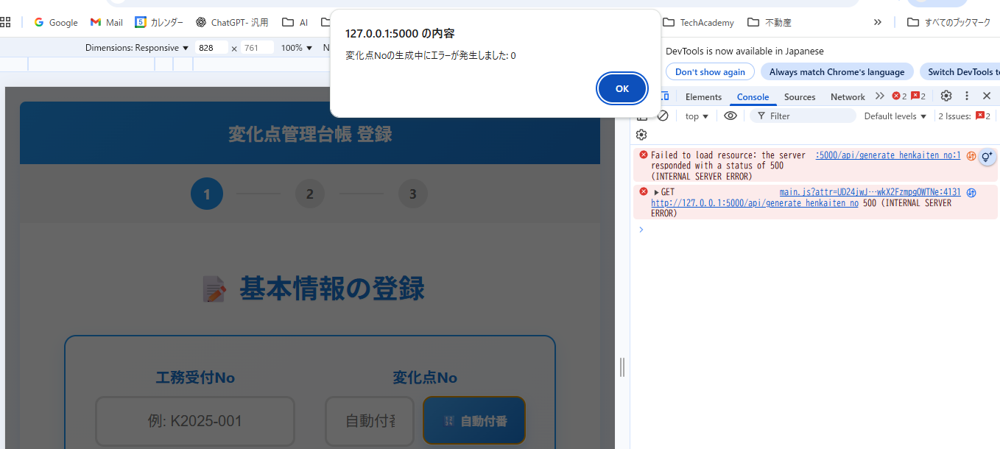 Google
Mail
5
カレンダー
ChatGPT- 汎用
AI
TechAcademy
不動産
»
すべてのブックマーク
Dimensions: Responsive ▼
828
×
761
100% ▼
N
127.0.0.1:5000 の内容
変化点Noの生成中にエラーが発生しました: 0
OK
変化点管理台帳 登録
1
2
3
基本情報の登録
工務受付No
変化点No
例: K2025-001
自動付番
自動付番
DevTools is now available in Japanese
Don't show again
Always match Chrome's language
Switch DevTools to
Elements
Console
Sources
Network
2
2
top ▼
Filter
Default levels ▼
2 Issues:
2
Failed to load resource: the server
:5000/api/generate_henkaiten_no:1
responded with a status of 500
(INTERNAL SERVER ERROR)
▶GET
main.js?attr=UD24jwJ…wkX2FzmpgOWTNe:4131
http://127.0.0.1:5000/api/generate_henkaiten_no 500 (INTERNAL SERVER
ERROR)